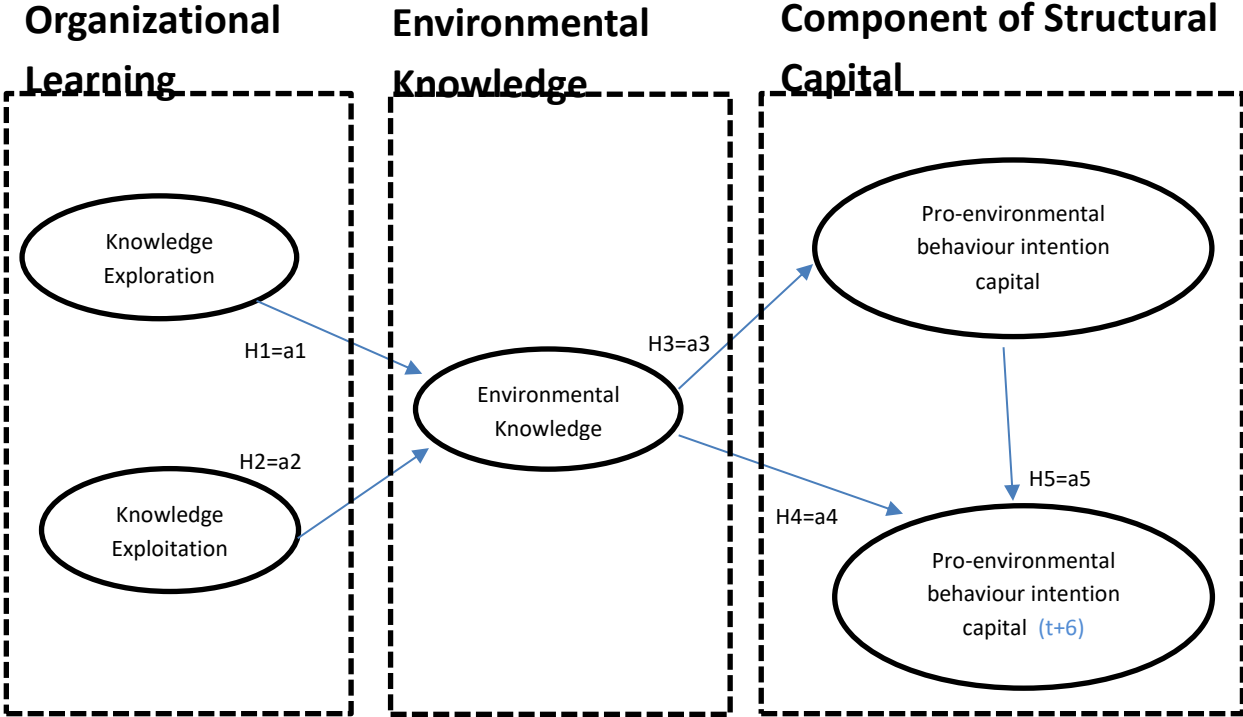 Organizational
Learning
Environmental
Knowledge
Component of Structural
Capital
Knowledge
Exploration
H1=a1
H2=a2
Knowledge
Exploitation
Environmental
Knowledge
H3=a3
H4=a4
Pro-environmental
behaviour intention
capital
H5=a5
Pro-environmental
behaviour intention
capital (t+6)